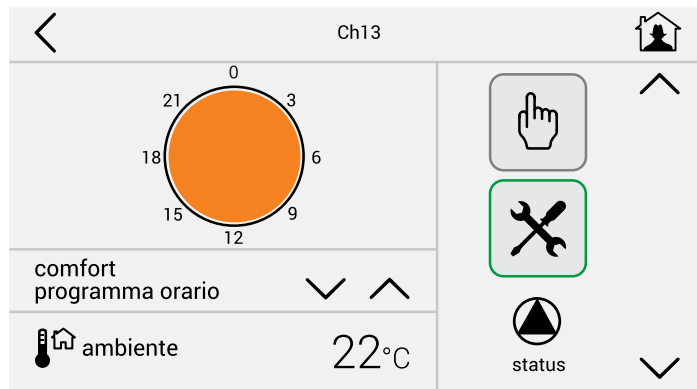 Ch13
0
21 3
18 6
15 9
12
comfort
programma orario
ambiente 22°C
status